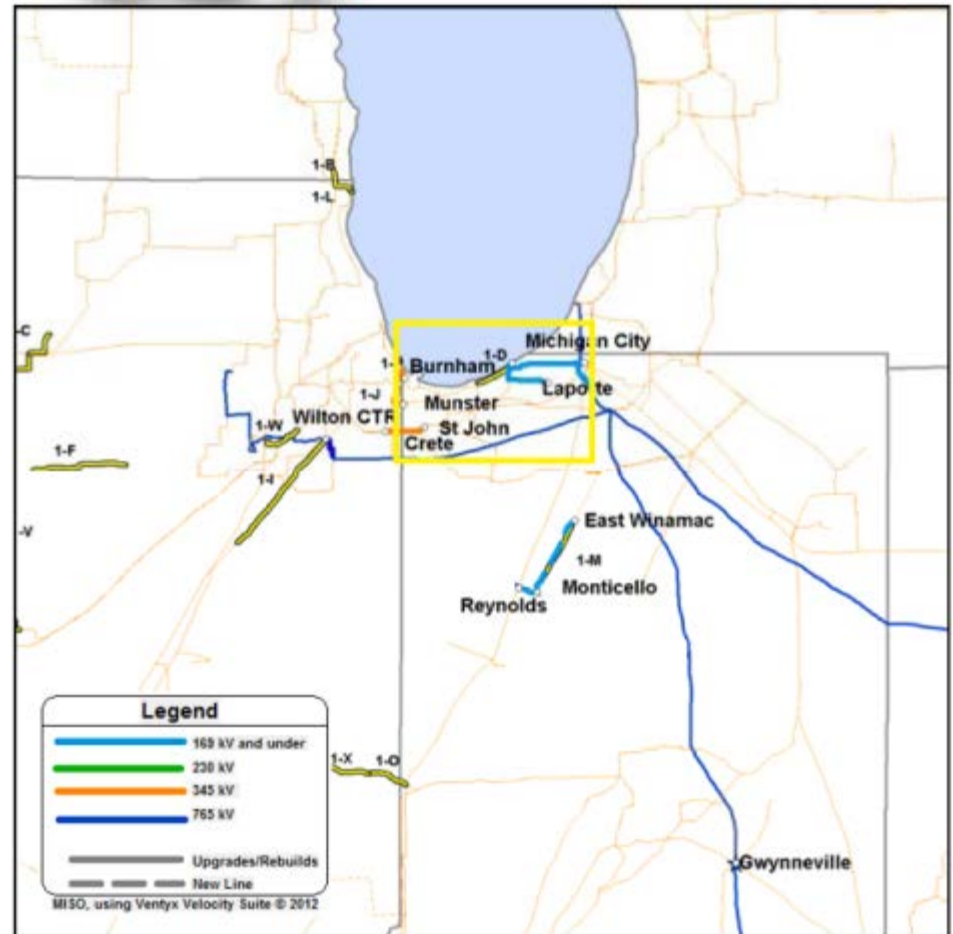 1-B
1-L
-C
1-D
Michigan City
Burnham
Laporte
1-J
Munster
Wilton CTR
St John
1-W
Crete
1-F
1-I
-V
East Winamac
1-M
Monticello
Reynolds
1-X
1-O
Gwynneville
Legend
169 kV and under
230 kV
345 kV
765 kV
Upgrades/Rebuilds
New Line
MISO, using Ventyx Velocity Suite © 2012